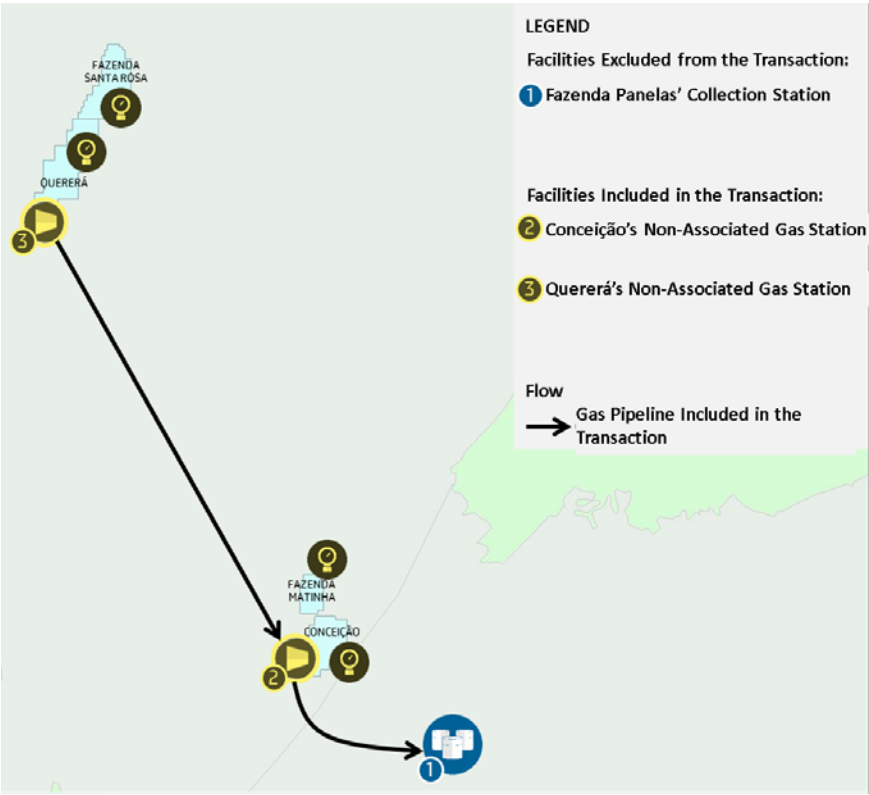 LEGEND
Facilities Excluded from the Transaction:
1 Fazenda Panelas’ Collection Station
Facilities Included in the Transaction:
2 Conceição’s Non-Associated Gas Station
3 Quererá’s Non-Associated Gas Station
Flow
Gas Pipeline Included in the
Transaction
FAZENDA
SANTA ROSA
QUERERÁ
3
FAZENDA
MATINHA
CONCEIÇÃO
2
1